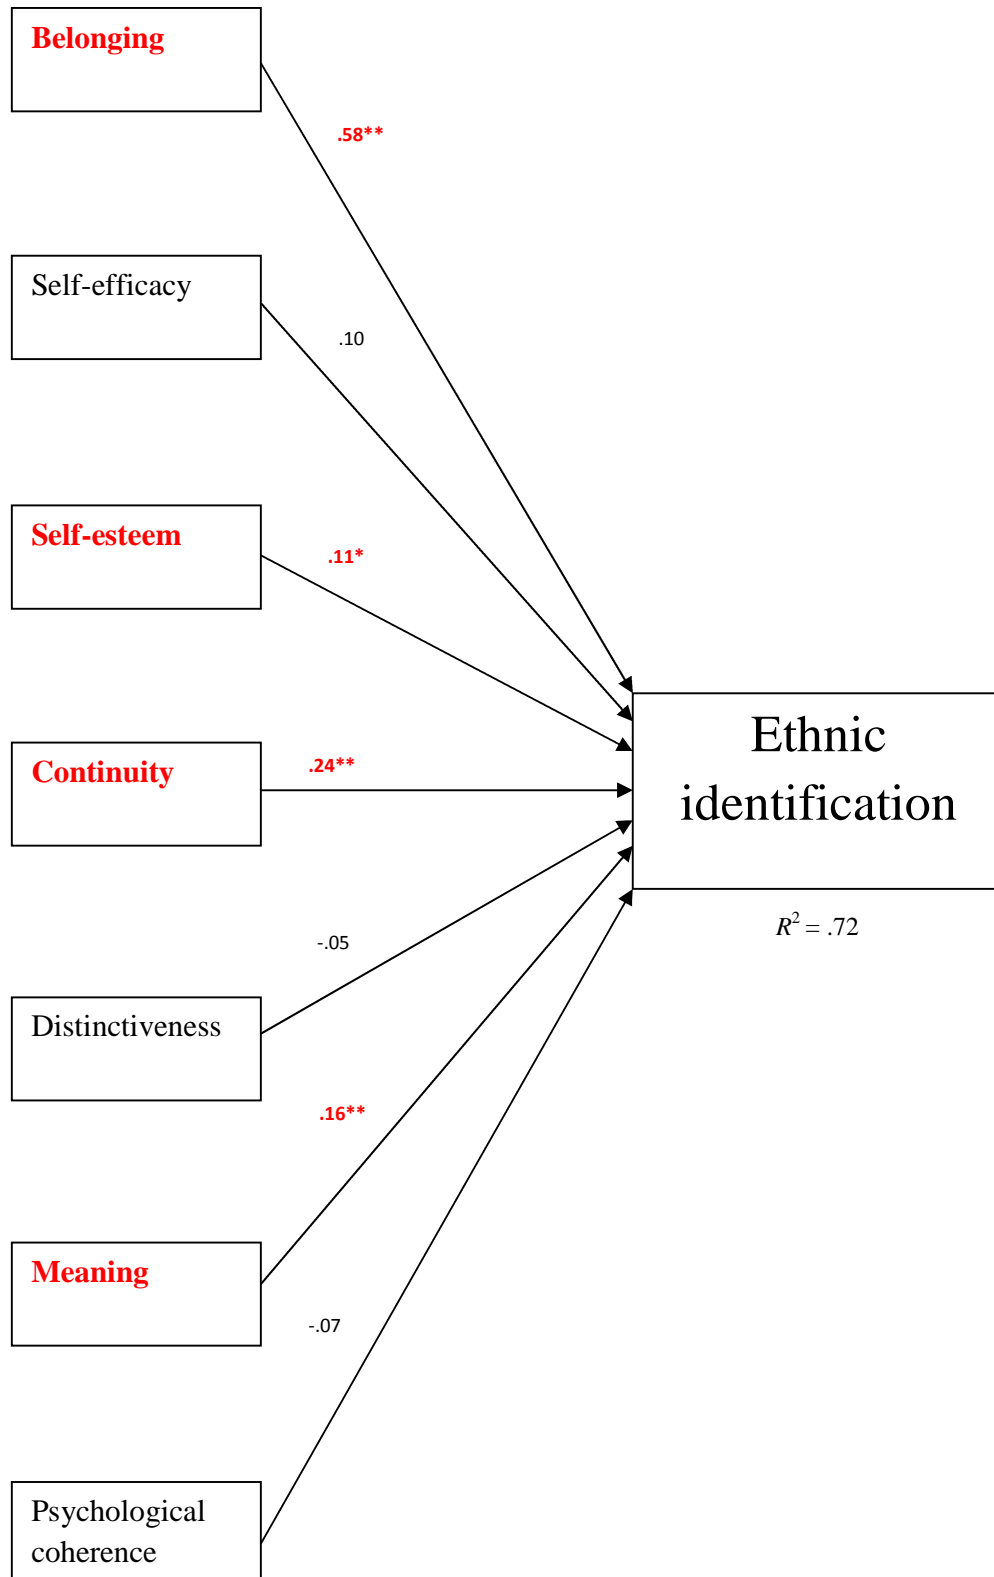 Belonging
.58**
Self-efficacy
.10
Self-esteem
.11*
Continuity
.24**
Ethnic
identification
R² = .72
-.05
Distinctiveness
.16**
Meaning
-.07
Psychological
coherence